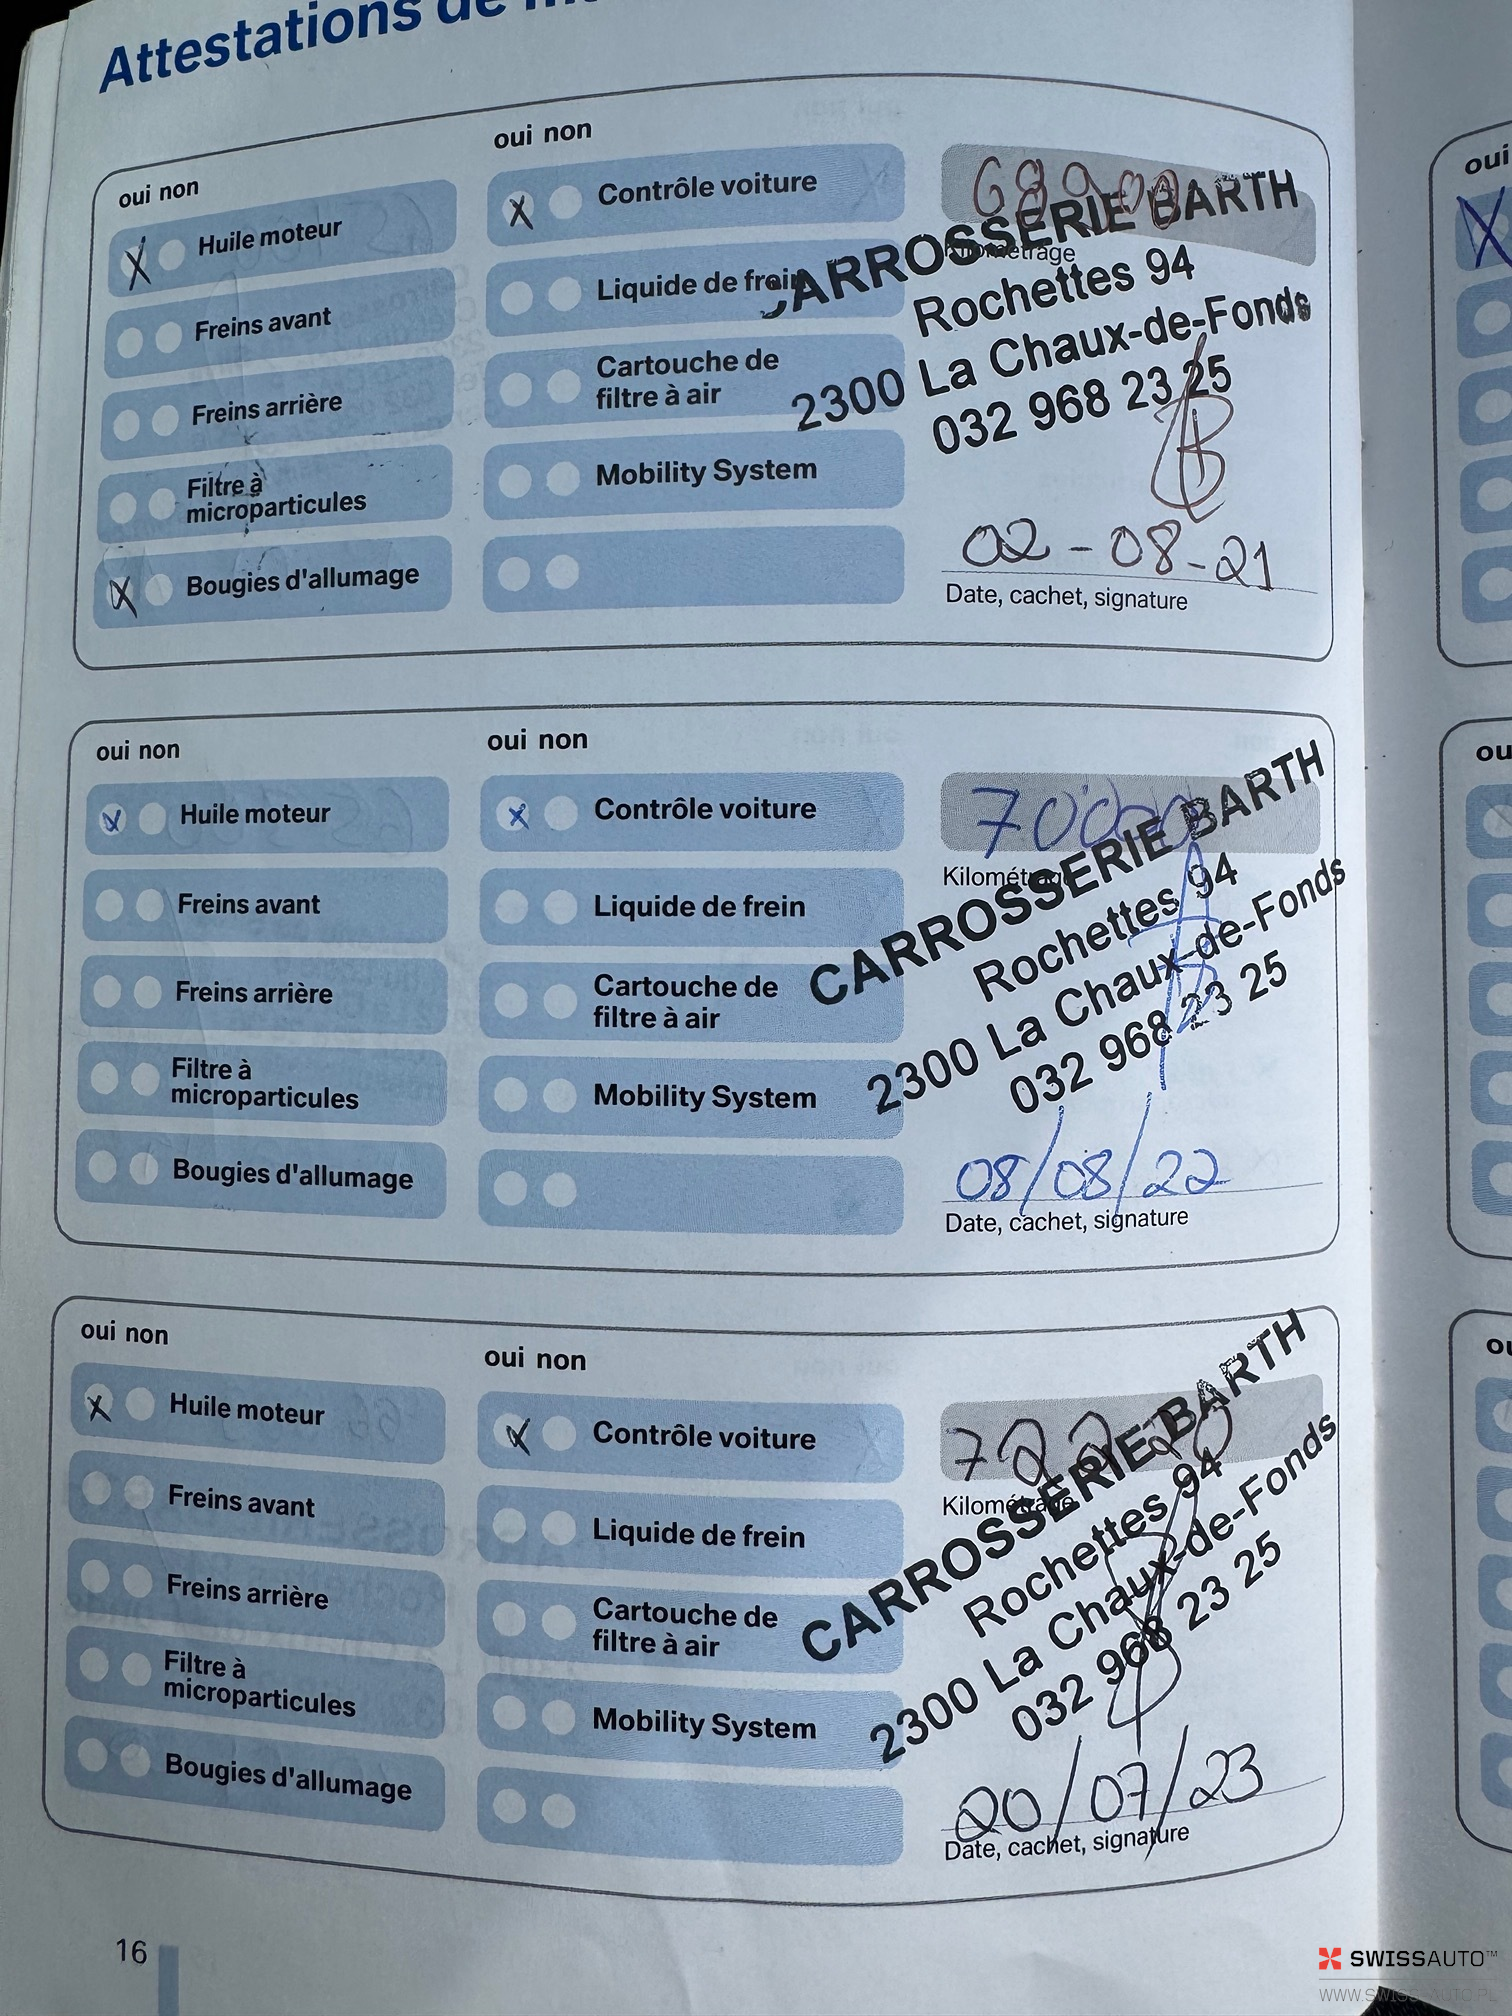 Attestations de
oui non
X Huile moteur
Freins avant
Freins arrière
Filtre à
microparticules
X Bougies d'allumage
oui non
X Contrôle voiture
Liquide de frein
Cartouche de
filtre à air
Mobility System
68900
Kilométrage
CARROSSERIE BARTH
Rochettes 94
2300 La Chaux-de-Fonds
032 968 23 25
02-08-21
Date, cachet, signature
oui non
X Huile moteur
Freins avant
Freins arrière
Filtre à
microparticules
Bougies d'allumage
oui non
X Contrôle voiture
Liquide de frein
Cartouche de
filtre à air
Mobility System
Kilométrage
CARROSSERIE BARTH
Rochettes 94
2300 La Chaux-de-Fonds
032 968 23 25
08/08/22
Date, cachet, signature
oui non
X Huile moteur
Freins avant
Freins arrière
Filtre à
microparticules
Bougies d'allumage
oui non
X Contrôle voiture
Liquide de frein
Cartouche de
filtre à air
Mobility System
Kilométrage
CARROSSERIE BARTH
Rochettes 94
2300 La Chaux-de-Fonds
032 968 23 25
20/07/23
Date, cachet, signature
16
oui
X
SWISSAUTO™
WWW.SWISSAUTO.PL